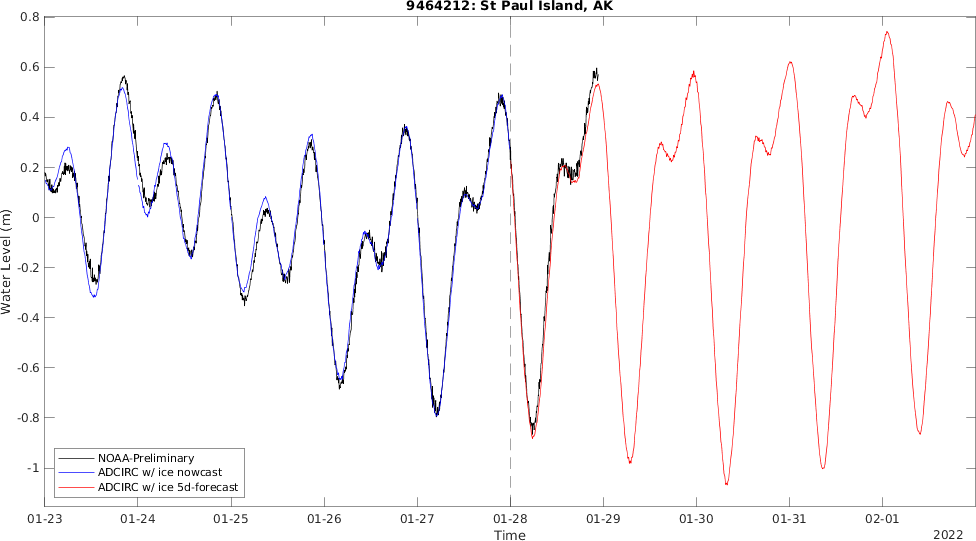 9464212: St Paul Island, AK
0.8
0.6
0.4
0.2
0
-0.2
-0.4
-0.6
-0.8
-1
Water Level (m)
NOAA-Preliminary
ADCIRC w/ ice nowcast
ADCIRC w/ ice 5d-forecast
01-23 01-24 01-25 01-26 01-27 01-28 01-29 01-30 01-31 02-01
Time
2022